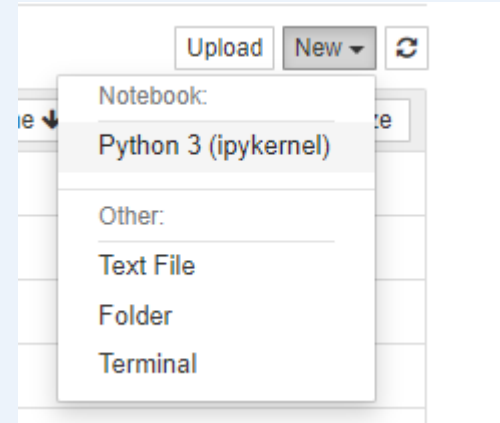 Upload New
Notebook:
Python 3 (ipykernel)
Other:
Text File
Folder
Terminal